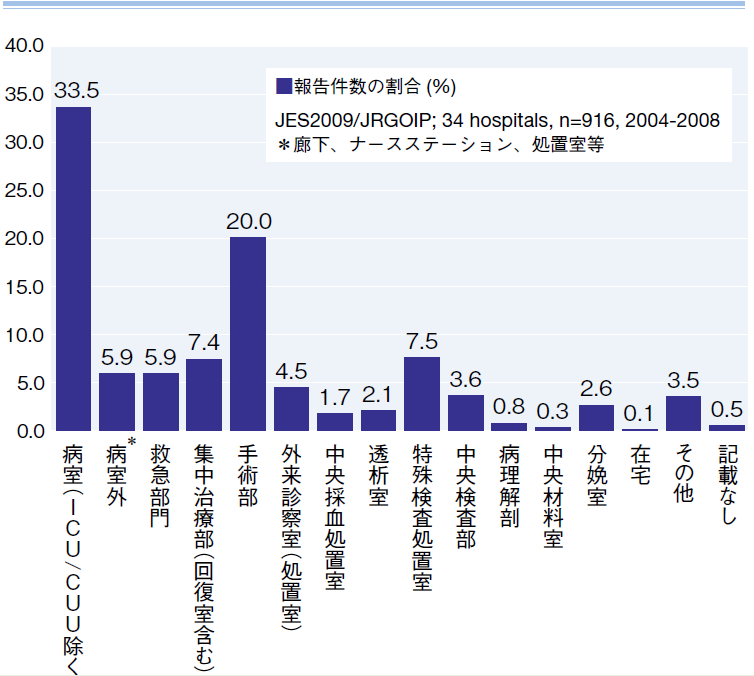 40.0
35.0
30.0
25.0
20.0
15.0
10.0
5.0
0.0
■報告件数の割合 (%)
JES2009/JRGOIP; 34 hospitals, n=916, 2004-2008
＊廊下、ナースステーション、処置室等
33.5
5.9
5.9
7.4
20.0
4.5
1.7
2.1
7.5
3.6
0.8
0.3
2.6
0.1
3.5
0.5
病室（ICU/CUU除く
病室外*
救急部門
集中治療部（回復室含む）
手術部
外来診察室（処置室）
中央採血処置室
透析室
特殊検査処置室
中央検査部
病理解剖
中央材料室
分娩室
在宅
その他
記載なし